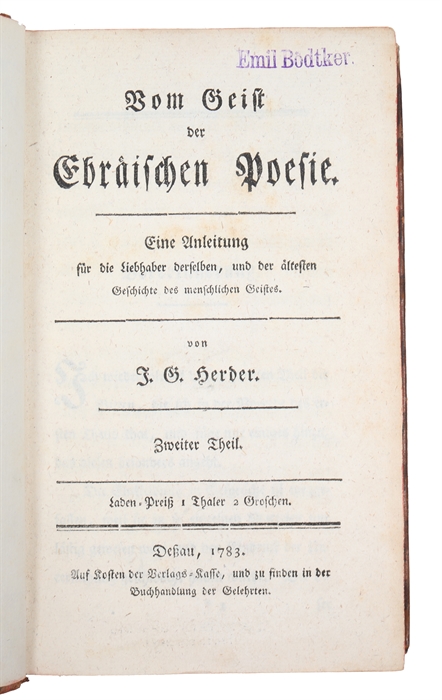 Emil Bödtker.
Vom Geist
der
Ebräischen Poesie.
Eine Anleitung
für die Liebhaber derselben, und der ältesten
Geschichte des menschlichen Geistes.
von
J. G. Herder.
Zweiter Theil.
Laden-Preiß 1 Thaler 2 Groschen.
Deßau, 1783.
Auf Kosten der Verlags-Kasse, und zu finden in der
Buchhandlung der Gelehrten.